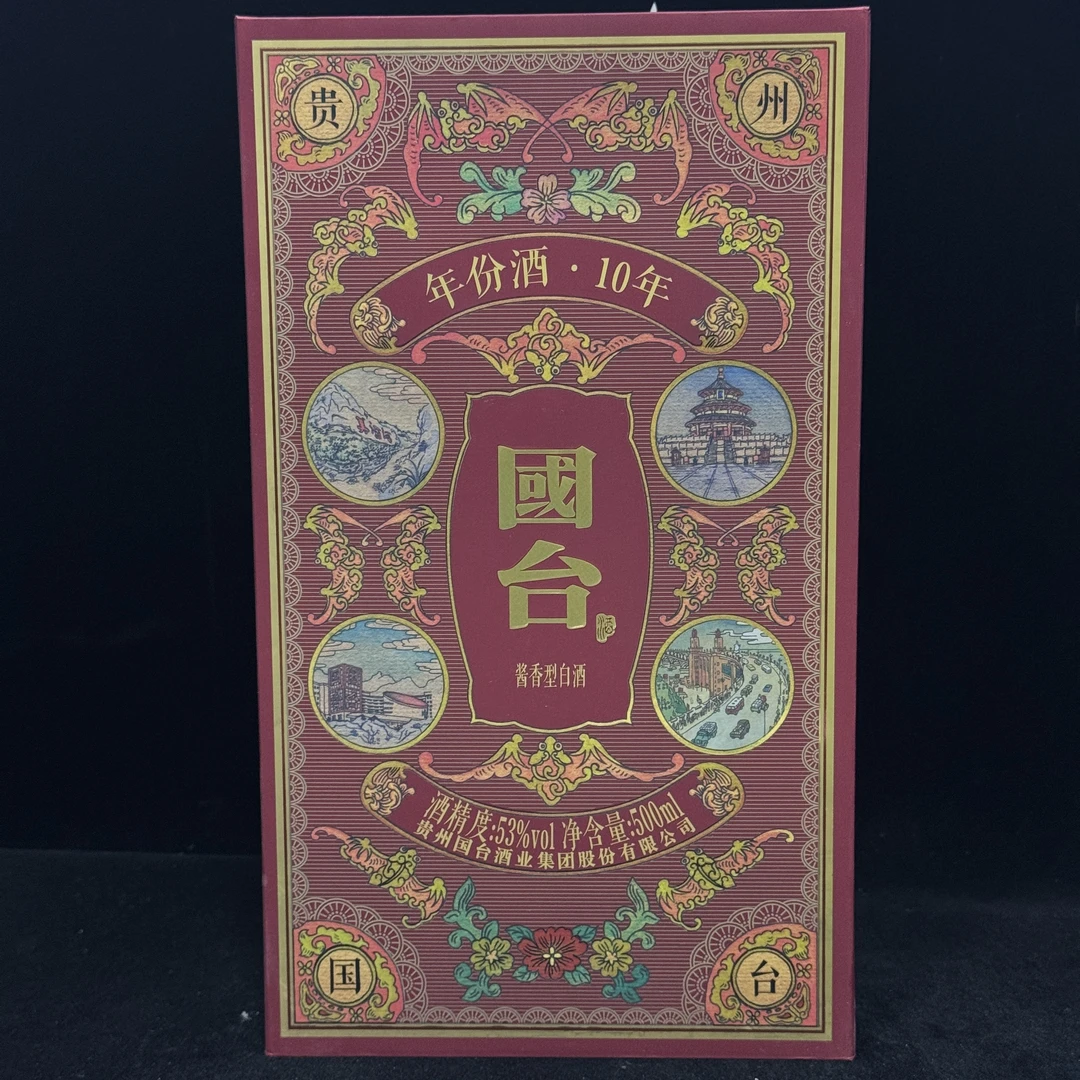 贵 州
年份酒·10年
國
台
酱香型白酒
酒精度:53%vol 净含量:500ml
贵州国台酒业集团股份有限公司
国 台